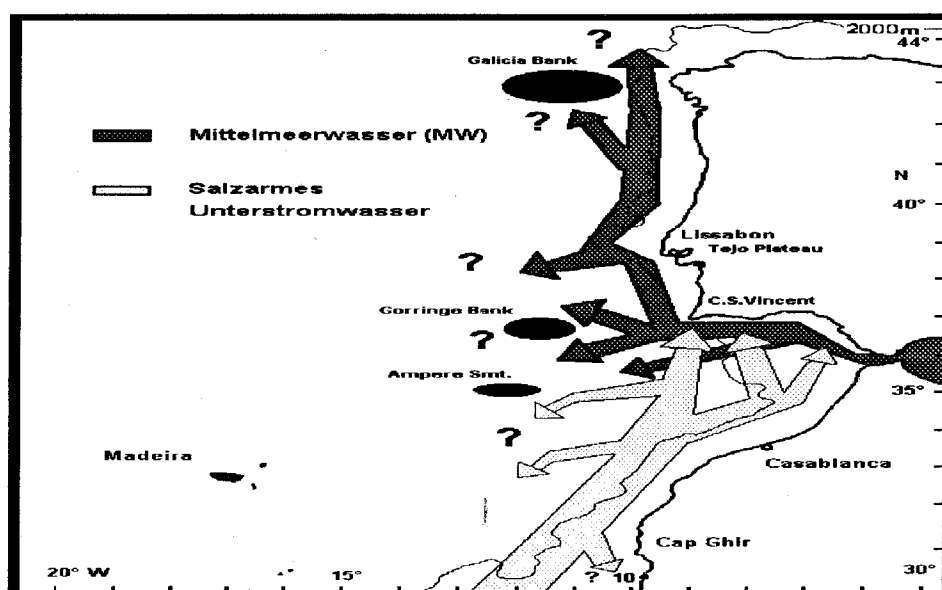 2000m
44°
?
Galicia Bank
?
Mittelmeerwasser (MW)
N
Salzarmes
Unterstromwasser
40°
Lissabon
Tejo Plateau
?
C.S.Vincent
Gorringe Bank
?
Ampere Smt.
35°
?
Madeira
Casablanca
Cap Ghir
20° W
15°
?
10
30°